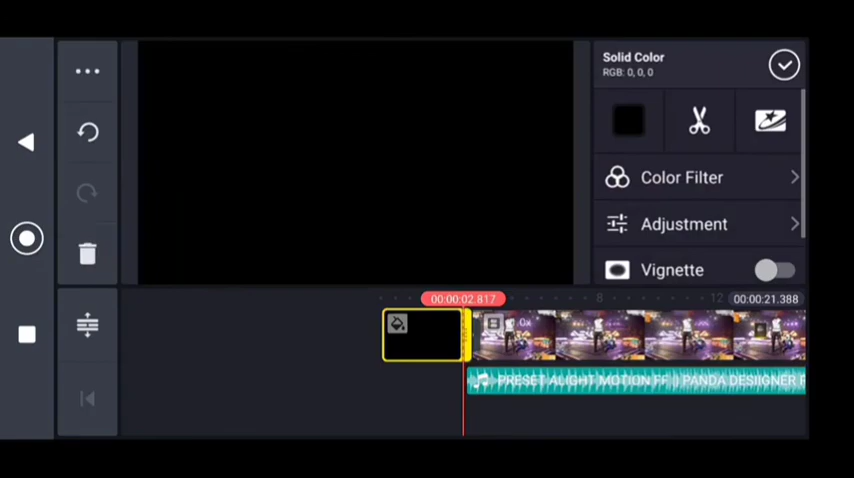 Solid Color
RGB: 0, 0, 0
Color Filter
Adjustment
Vignette
00:00:02.817
8
12
00:00:21.388
PRESET ALIGHT MOTION FF || PANDA DESIIGNER